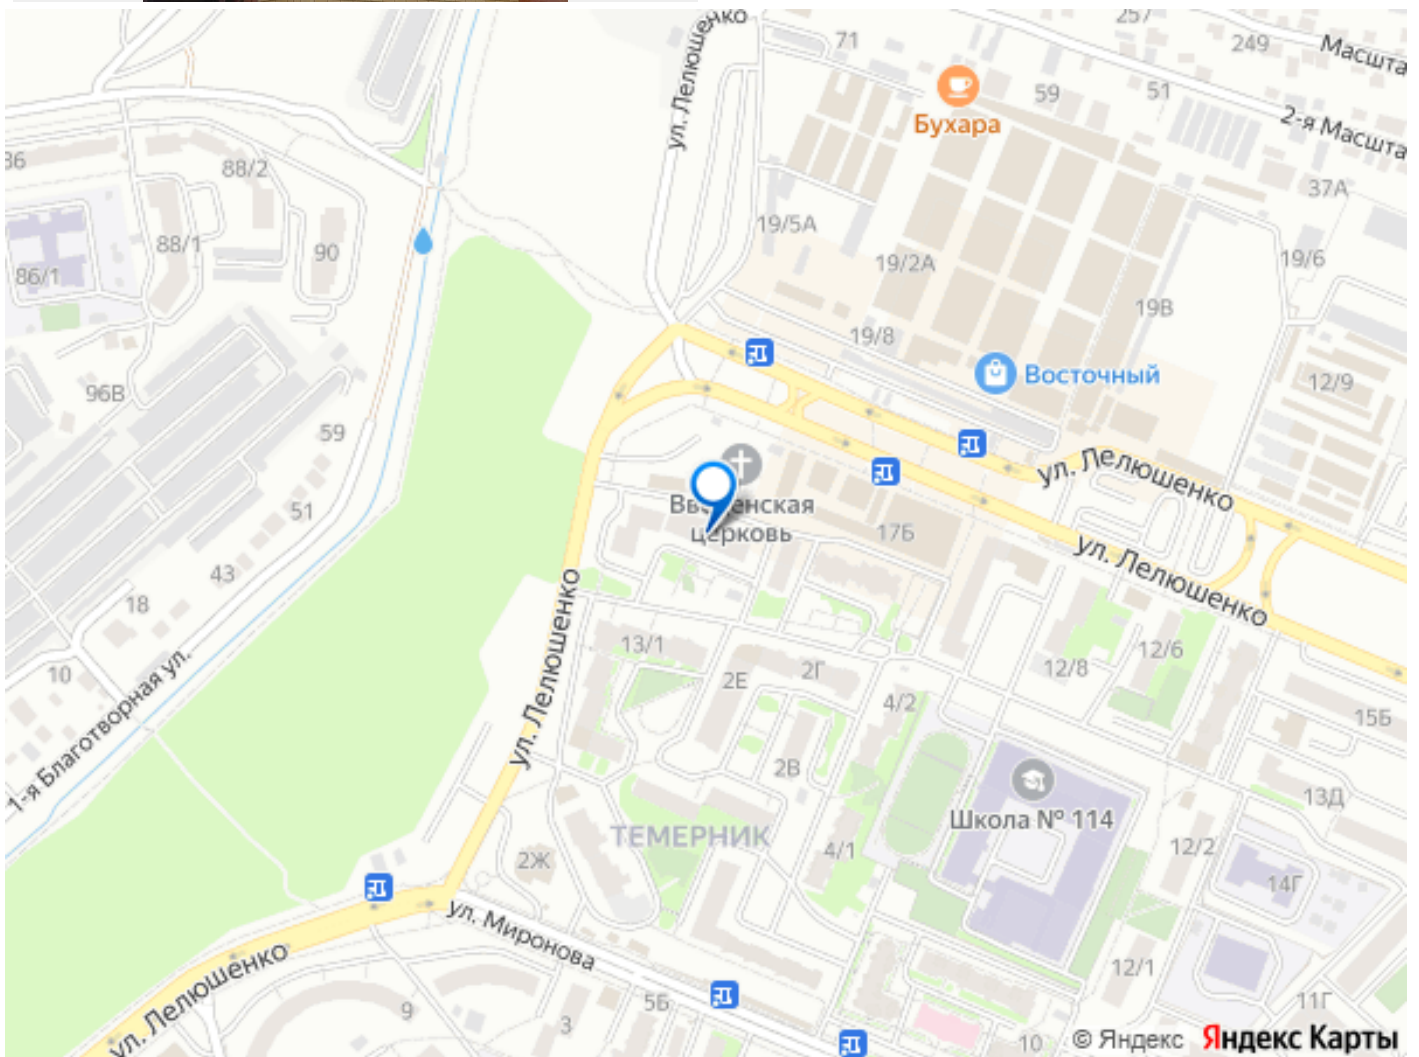 ул. Лелюшенко
71
257
249
Масшта
Бухара
59
51
2-я Масшта
36
88/2
37А
88/1
90
19/5А
19/2А
19/6
86/1
19В
19/8
Восточный
12/9
96В
59
ул. Лелюшенко
51
церковь
17Б
ул. Лелюшенко
43
18
ул. Лелюшенко
13/1
10
2Е
2Г
12/8
12/6
4/2
15Б
1-я Благотворная ул.
2В
13Д
Школа № 114
ТЕМЕРНИК
4/1
12/2
2Ж
14Г
ул. Миронова
ул. Лелюшенко
12/1
5Б
11Г
9
3
10
© Яндекс Яндекс Карты